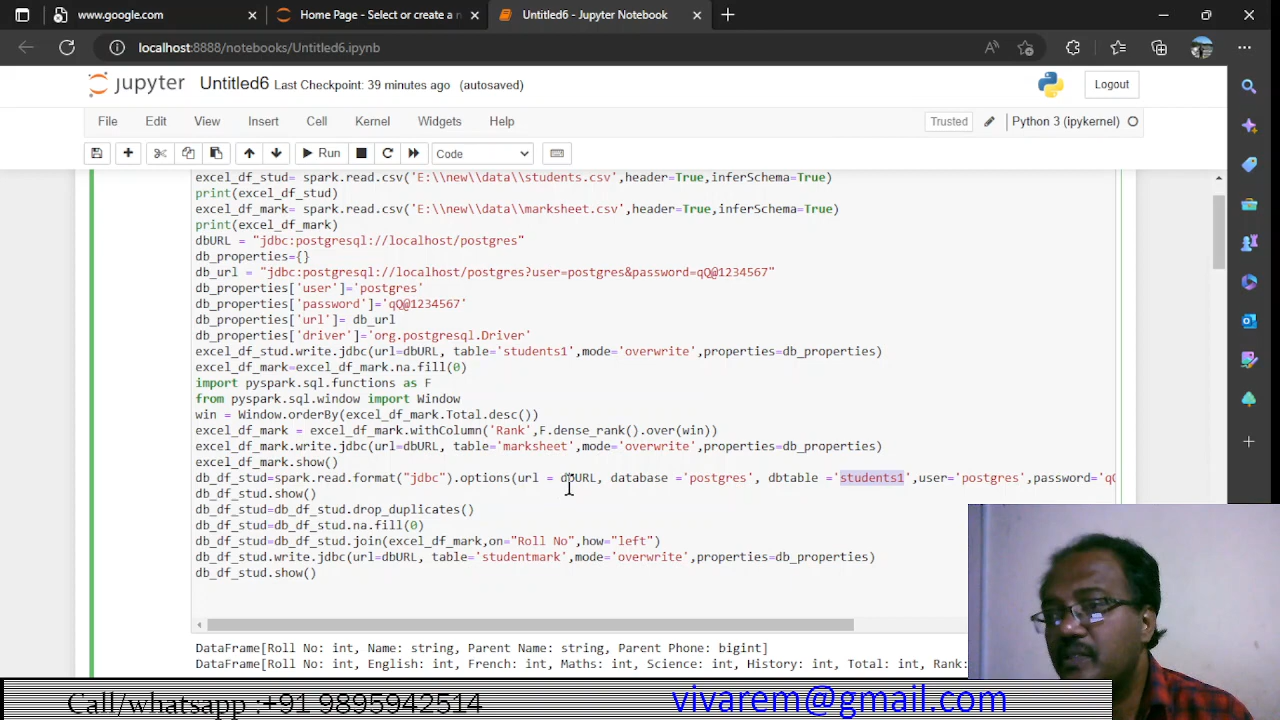 www.google.com
Home Page - Select or create a n
Untitled6 - Jupyter Notebook
localhost:8888/notebooks/Untitled6.ipynb
jupyter Untitled6 Last Checkpoint: 39 minutes ago (autosaved)
Logout
File Edit View Insert Cell Kernel Widgets Help
Trusted
Python 3 (ipykernel)
Run
Code
excel_df_stud= spark.read.csv('E:\\new\\data\\students.csv',header=True,inferSchema=True)
print(excel_df_stud)
excel_df_mark= spark.read.csv('E:\\new\\data\\marksheet.csv',header=True,inferSchema=True)
print(excel_df_mark)
dbURL = "jdbc:postgresql://localhost/postgres"
db_properties={}
db_url = "jdbc:postgresql://localhost/postgres?user=postgres&password=qQ@1234567"
db_properties['user']='postgres'
db_properties['password']='qQ@1234567'
db_properties['url']= db_url
db_properties['driver']='org.postgresql.Driver'
excel_df_stud.write.jdbc(url=dbURL, table='students1',mode='overwrite',properties=db_properties)
excel_df_mark=excel_df_mark.na.fill(0)
import pyspark.sql.functions as F
from pyspark.sql.window import Window
win = Window.orderBy(excel_df_mark.Total.desc())
excel_df_mark = excel_df_mark.withColumn('Rank',F.dense_rank().over(win))
excel_df_mark.write.jdbc(url=dbURL, table='marksheet',mode='overwrite',properties=db_properties)
excel_df_mark.show()
db_df_stud=spark.read.format("jdbc").options(url = dbURL, database ='postgres', dbtable ='students1',user='postgres',password='qQ
db_df_stud.show()
db_df_stud=db_df_stud.drop_duplicates()
db_df_stud=db_df_stud.na.fill(0)
db_df_stud=db_df_stud.join(excel_df_mark,on="Roll No",how="left")
db_df_stud.write.jdbc(url=dbURL, table='studentmark',mode='overwrite',properties=db_properties)
db_df_stud.show()
DataFrame[Roll No: int, Name: string, Parent Name: string, Parent Phone: bigint]
DataFrame[Roll No: int, English: int, French: int, Maths: int, Science: int, History: int, Total: int, Rank:
Call/whatsapp :+91 9895942514
vivarem@gmail.com